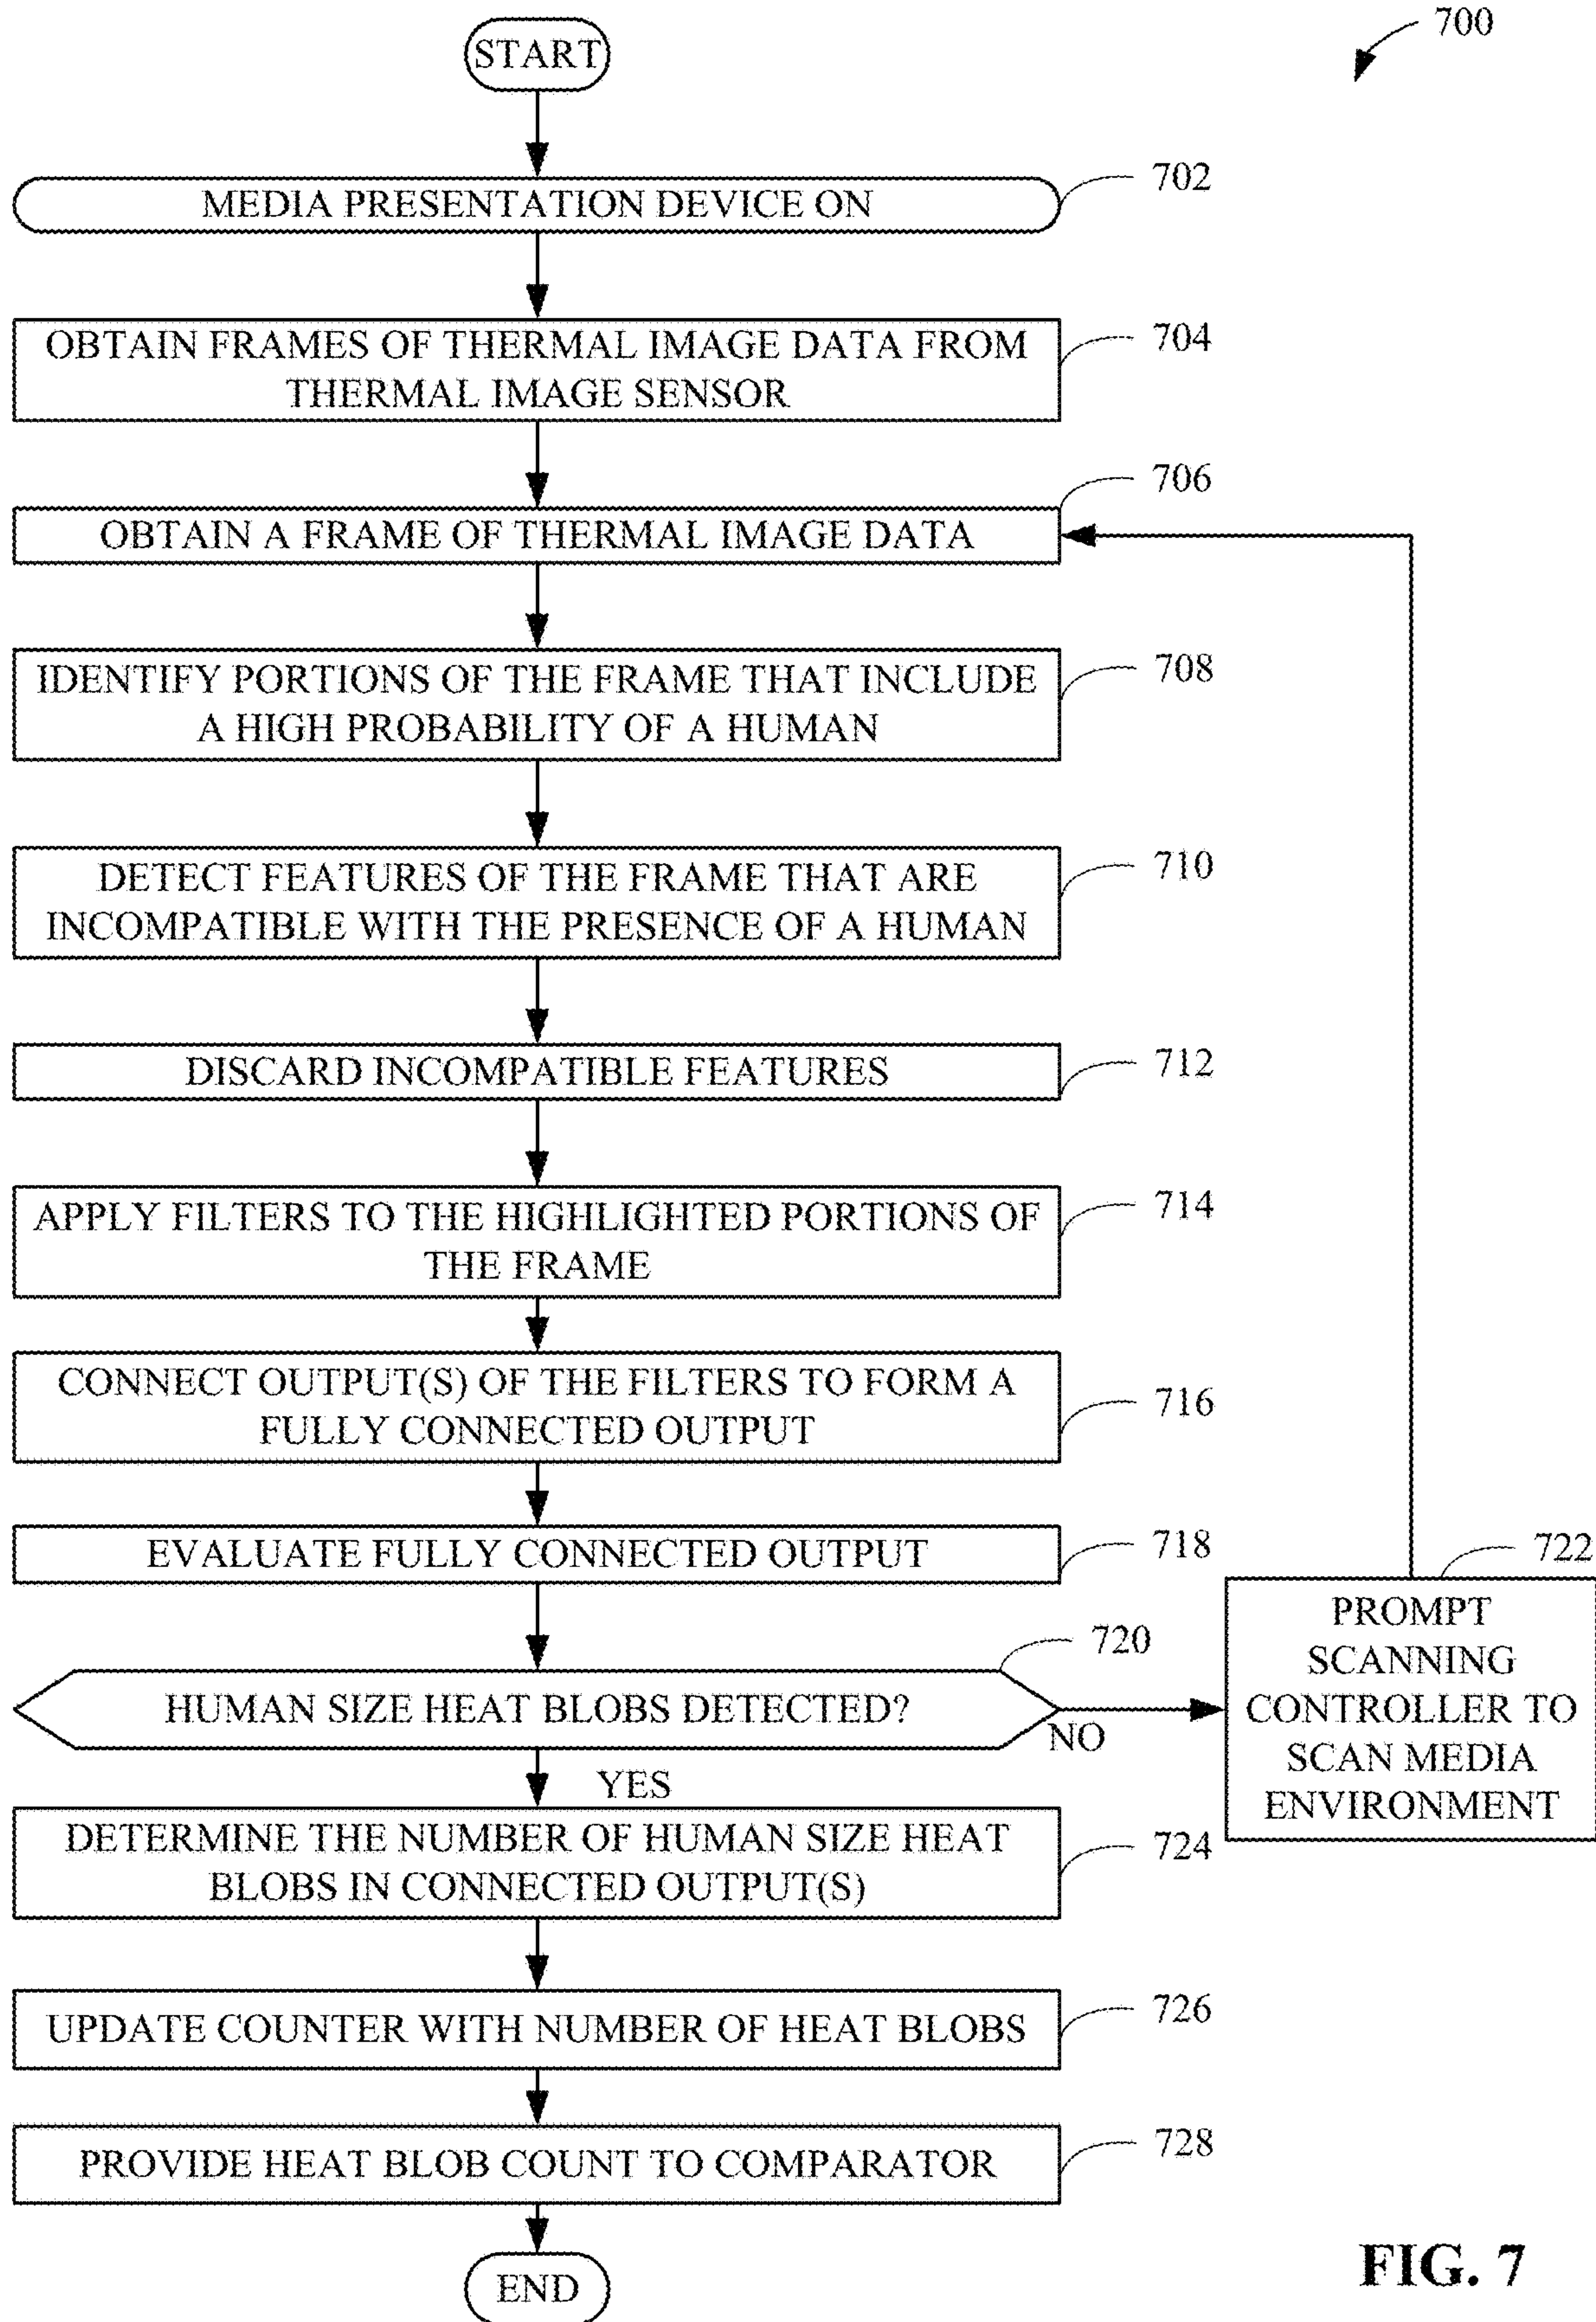 700
START
702
MEDIA PRESENTATION DEVICE ON
704
OBTAIN FRAMES OF THERMAL IMAGE DATA FROM
THERMAL IMAGE SENSOR
706
OBTAIN A FRAME OF THERMAL IMAGE DATA
708
IDENTIFY PORTIONS OF THE FRAME THAT INCLUDE
A HIGH PROBABILITY OF A HUMAN
710
DETECT FEATURES OF THE FRAME THAT ARE
INCOMPATIBLE WITH THE PRESENCE OF A HUMAN
712
DISCARD INCOMPATIBLE FEATURES
714
APPLY FILTERS TO THE HIGHLIGHTED PORTIONS OF
THE FRAME
716
CONNECT OUTPUT(S) OF THE FILTERS TO FORM A
FULLY CONNECTED OUTPUT
718
EVALUATE FULLY CONNECTED OUTPUT
720
HUMAN SIZE HEAT BLOBS DETECTED?
NO
722
PROMPT
SCANNING
CONTROLLER TO
SCAN MEDIA
ENVIRONMENT
YES
724
DETERMINE THE NUMBER OF HUMAN SIZE HEAT
BLOBS IN CONNECTED OUTPUT(S)
726
UPDATE COUNTER WITH NUMBER OF HEAT BLOBS
728
PROVIDE HEAT BLOB COUNT TO COMPARATOR
END
FIG. 7